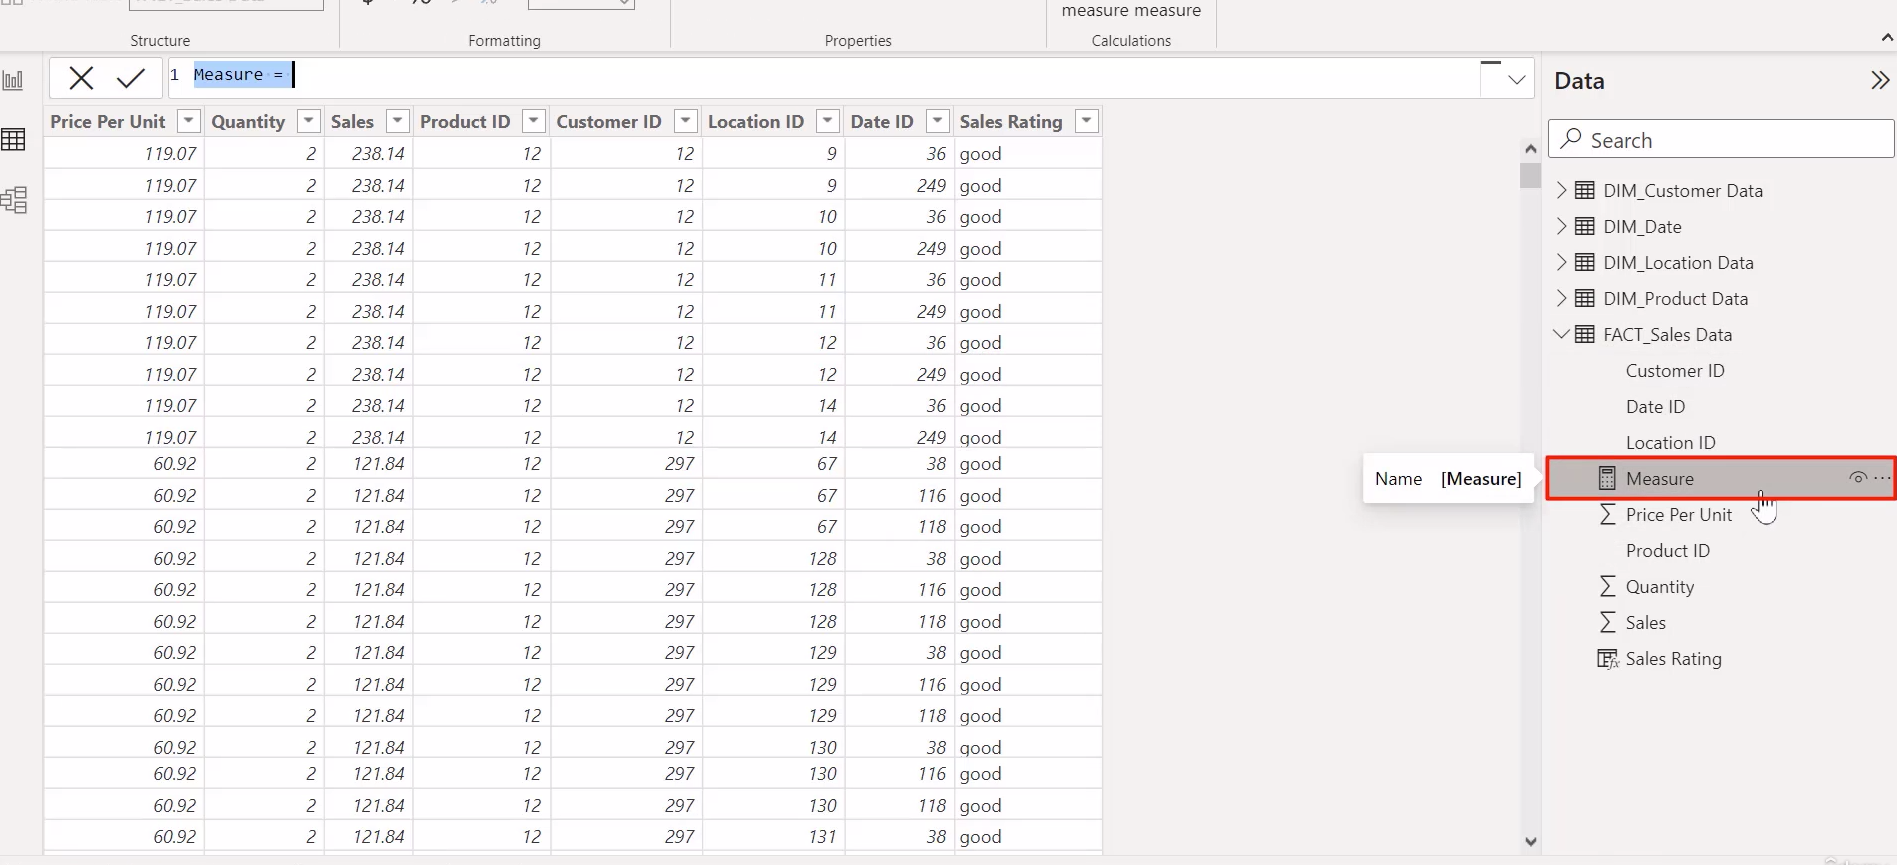 measure measure
Structure
Formatting
Properties
Calculations
1 Measure =
Price Per Unit Quantity Sales Product ID Customer ID Location ID Date ID Sales Rating
119.07 2 238.14 12 12 9 36 good
119.07 2 238.14 12 12 9 249 good
119.07 2 238.14 12 12 10 36 good
119.07 2 238.14 12 12 10 249 good
119.07 2 238.14 12 12 11 36 good
119.07 2 238.14 12 12 11 249 good
119.07 2 238.14 12 12 12 36 good
119.07 2 238.14 12 12 12 249 good
119.07 2 238.14 12 12 14 36 good
119.07 2 238.14 12 12 14 249 good
60.92 2 121.84 12 297 67 38 good
60.92 2 121.84 12 297 67 116 good
60.92 2 121.84 12 297 67 118 good
60.92 2 121.84 12 297 128 38 good
60.92 2 121.84 12 297 128 116 good
60.92 2 121.84 12 297 128 118 good
60.92 2 121.84 12 297 129 38 good
60.92 2 121.84 12 297 129 116 good
60.92 2 121.84 12 297 129 118 good
60.92 2 121.84 12 297 130 38 good
60.92 2 121.84 12 297 130 116 good
60.92 2 121.84 12 297 130 118 good
60.92 2 121.84 12 297 131 38 good
Name [Measure]
Data
Search
DIM_Customer Data
DIM_Date
DIM_Location Data
DIM_Product Data
FACT_Sales Data
Customer ID
Date ID
Location ID
Measure
Price Per Unit
Product ID
Quantity
Sales
Sales Rating